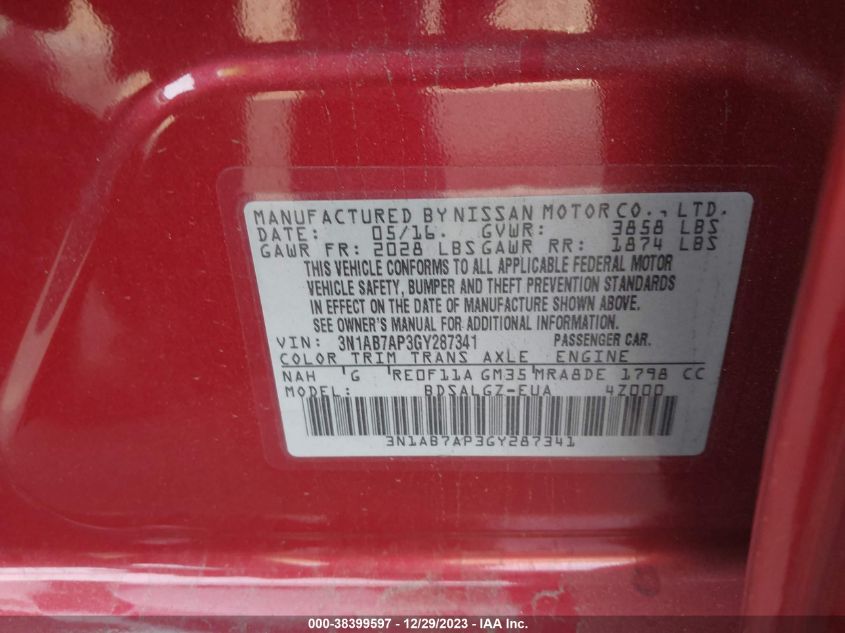 MANUFACTURED BY NISSAN MOTOR CO., LTD.
DATE: 05/16. GVWR: 3858 LBS
GAWR FR: 2028 LBS GAWR RR: 1874 LBS
THIS VEHICLE CONFORMS TO ALL APPLICABLE FEDERAL MOTOR
VEHICLE SAFETY, BUMPER AND THEFT PREVENTION STANDARDS
IN EFFECT ON THE DATE OF MANUFACTURE SHOWN ABOVE.
SEE OWNER'S MANUAL FOR ADDITIONAL INFORMATION.
VIN: 3N1AB7AP3GY287341 PASSENGER CAR.
COLOR TRIM TRANS AXLE ENGINE
NAH G RE0F11A GM35 MRA8DE 1798 CC
MODEL: BDSALGZ-EUA 4Z000
3N1AB7AP3GY287341
000-38399597 - 12/29/2023 - IAA Inc.